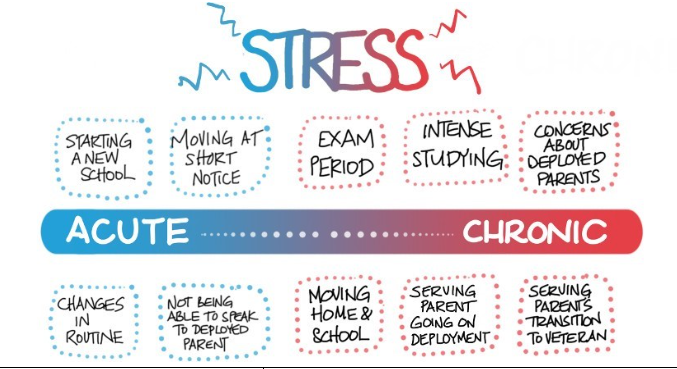 STRESS
STARTING
A NEW
SCHOOL
MOVING AT
SHORT
NOTICE
EXAM
PERIOD
INTENSE
STUDYING
CONCERNS
ABOUT
DEPLOYED
PARENTS
ACUTE
CHRONIC
CHANGES
IN
ROUTINE
NOT BEING
ABLE TO SPEAK
TO DEPLOYED
PARENT
MOVING
HOME &
SCHOOL
SERVING
PARENT
GOING ON
DEPLOYMENT
SERVING
PARENTS
TRANSITION
TO VETERAN